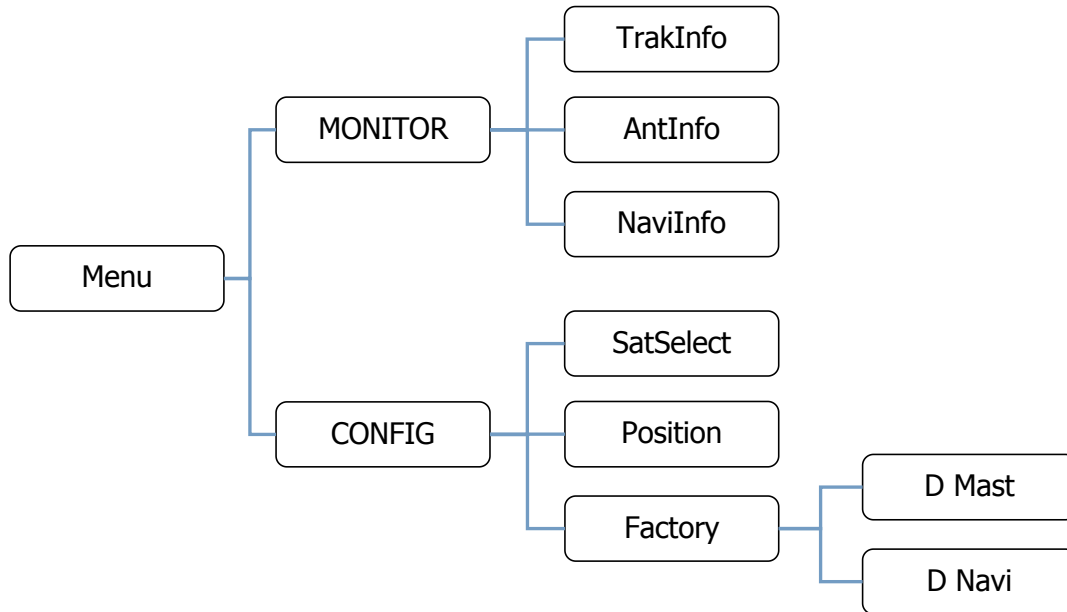 TrakInfo
MONITOR
AntInfo
NaviInfo
Menu
SatSelect
CONFIG
Position
D Mast
Factory
D Navi